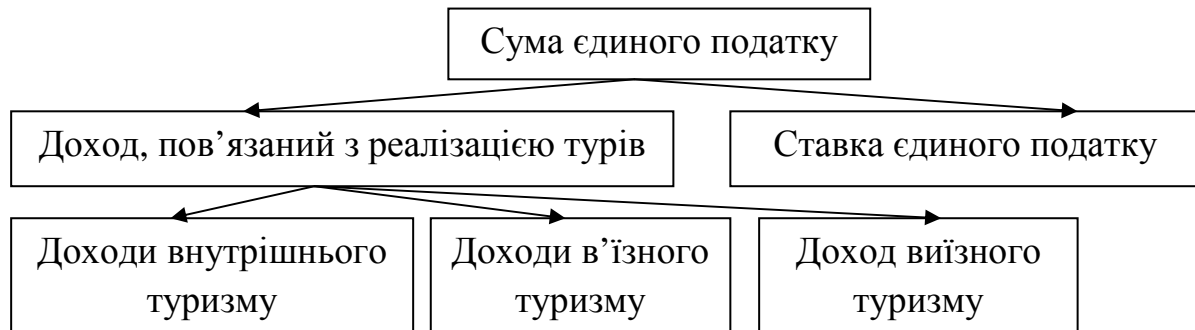 Сума єдиного податку
Доход, пов’язаний з реалізацією турів
Ставка єдиного податку
Доходи внутрішнього
туризму
Доходи в’їзного
туризму
Доход виїзного
туризму